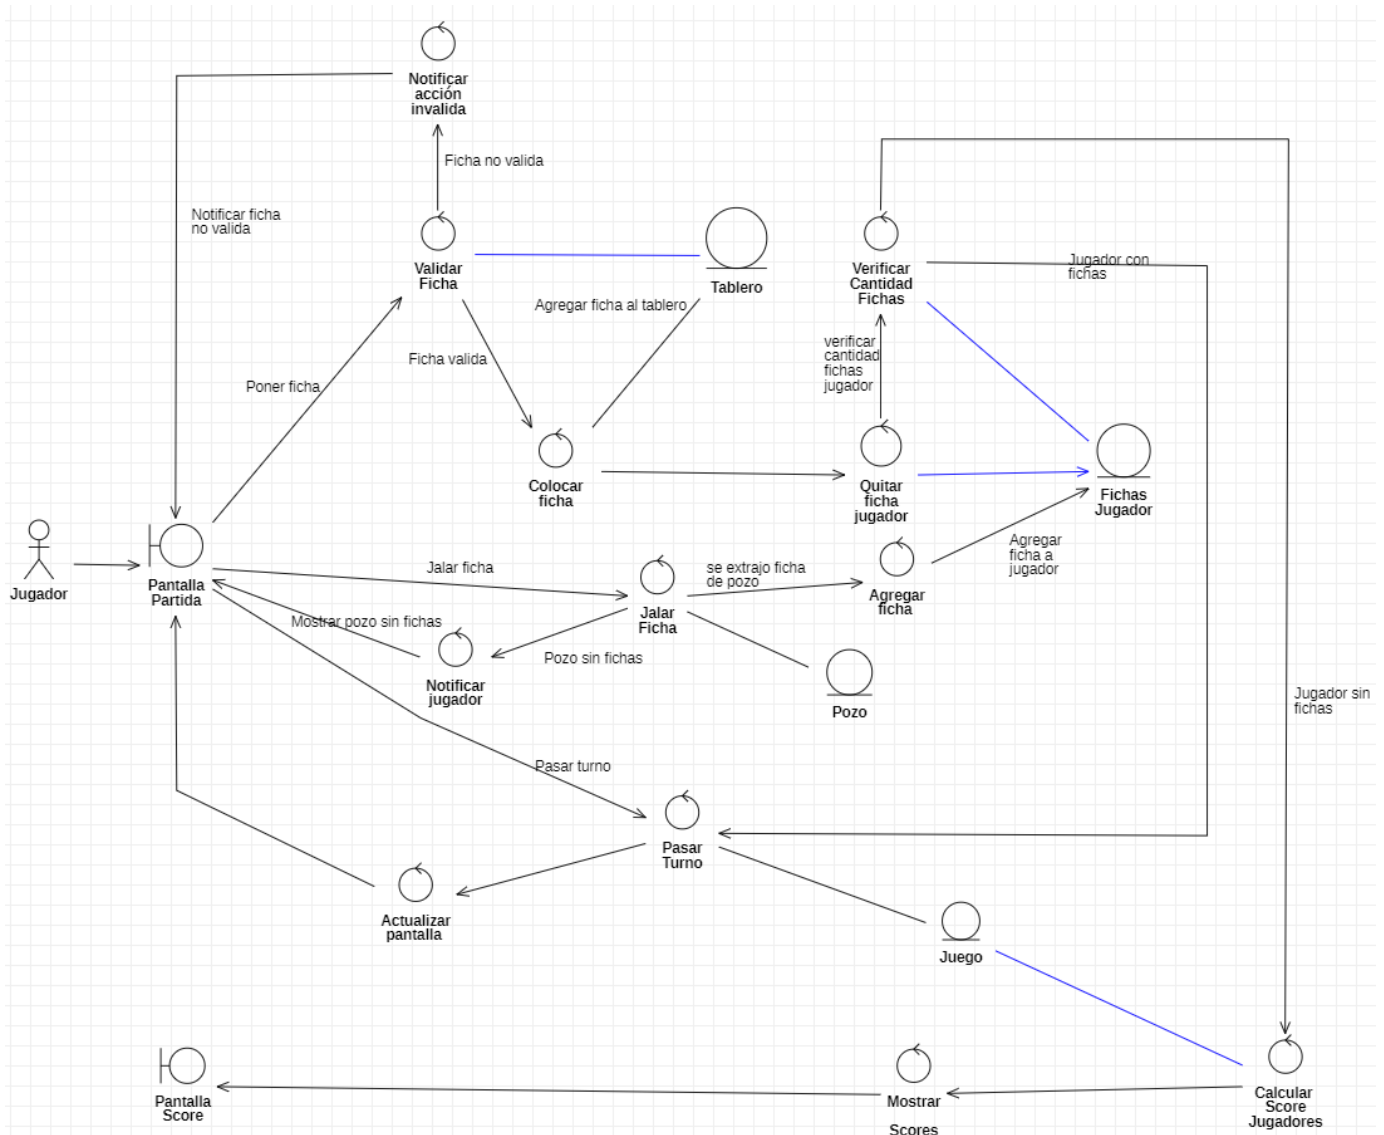 Notificar
acción
invalida
Ficha no valida
Notificar ficha
no valida
Validar
Ficha
Tablero
Verificar
Cantidad
Fichas
Jugador con
fichas
Agregar ficha al tablero
Ficha valida
verificar
cantidad
fichas
jugador
Poner ficha
Colocar
ficha
Quitar
ficha
jugador
Fichas
Jugador
Jugador
Pantalla
Partida
Jalar ficha
Jalar
Ficha
se extrajo ficha
de pozo
Agregar
ficha
Agregar
ficha a
jugador
Mostrar pozo sin fichas
Pozo sin fichas
Notificar
jugador
Pozo
Jugador sin
fichas
Pasar turno
Pasar
Turno
Actualizar
pantalla
Juego
Pantalla
Score
Mostrar
Scores
Calcular
Score
Jugadores